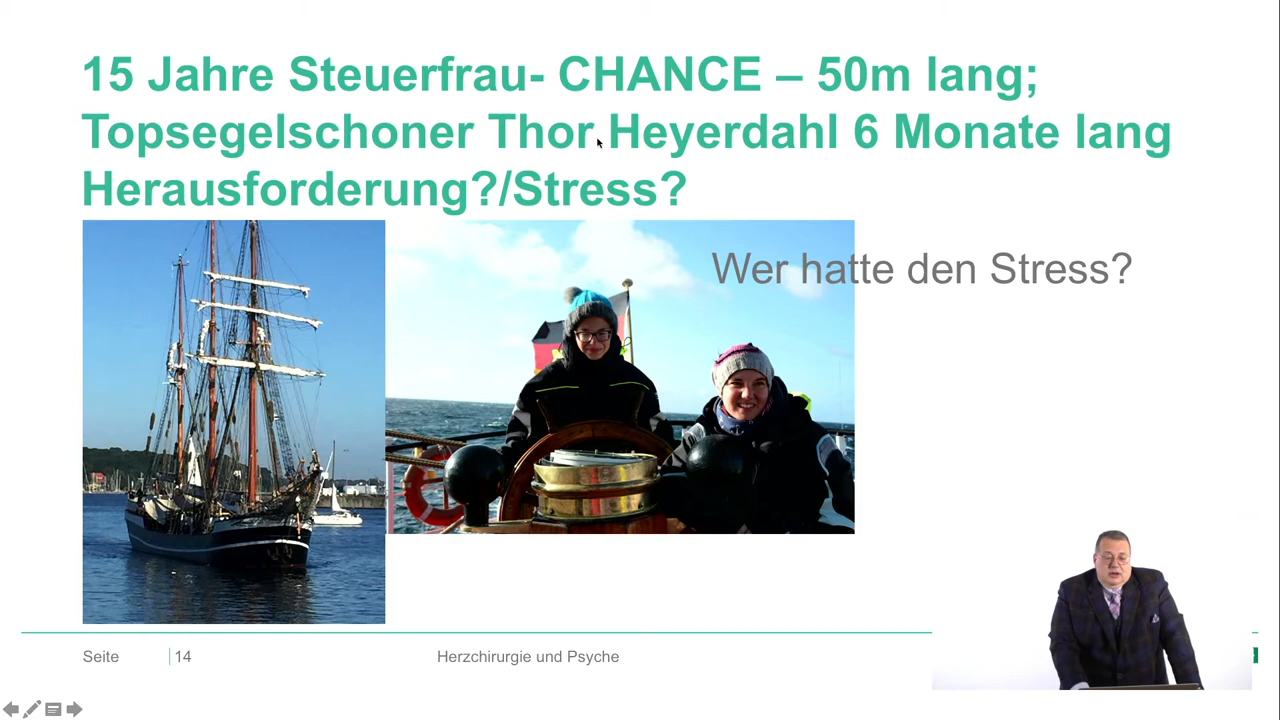 15 Jahre Steuerfrau- CHANCE – 50m lang;
Topsegelschoner Thor Heyerdahl 6 Monate lang
Herausforderung?/Stress?
Wer hatte den Stress?
Seite
14
Herzchirurgie und Psyche